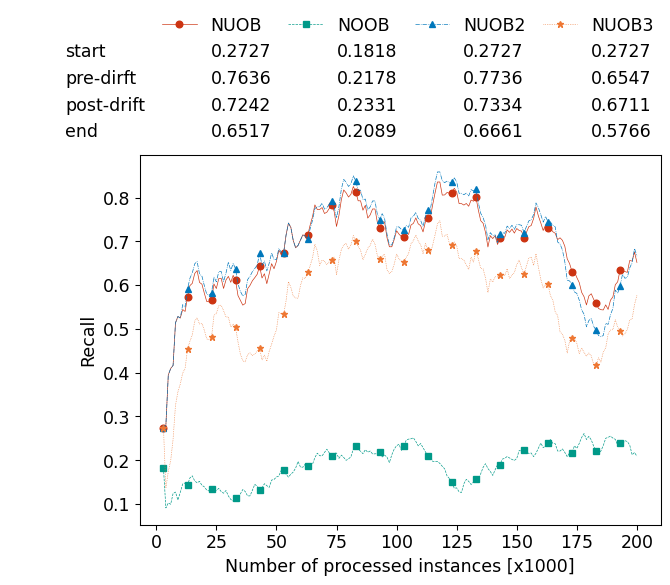 NUOB NOOB NUOB2 NUOB3
start 0.2727 0.1818 0.2727 0.2727
pre-dirft 0.7636 0.2178 0.7736 0.6547
post-drift 0.7242 0.2331 0.7334 0.6711
end 0.6517 0.2089 0.6661 0.5766
0.8
0.7
0.6
0.5
0.4
0.3
0.2
0.1
Recall
0 25 50 75 100 125 150 175 200
Number of processed instances [x1000]